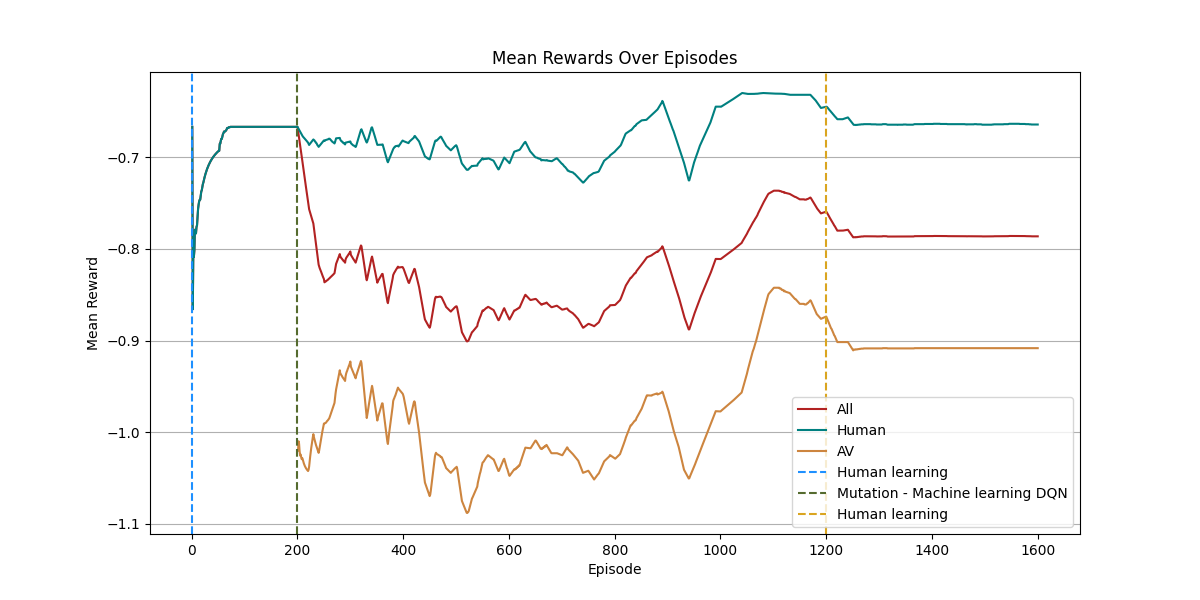 Mean Rewards Over Episodes
Mean Reward
−0.7
−0.8
−0.9
−1.0
−1.1
0 200 400 600 800 1000 1200 1400 1600
Episode
All
Human
AV
Human learning
Mutation - Machine learning DQN
Human learning